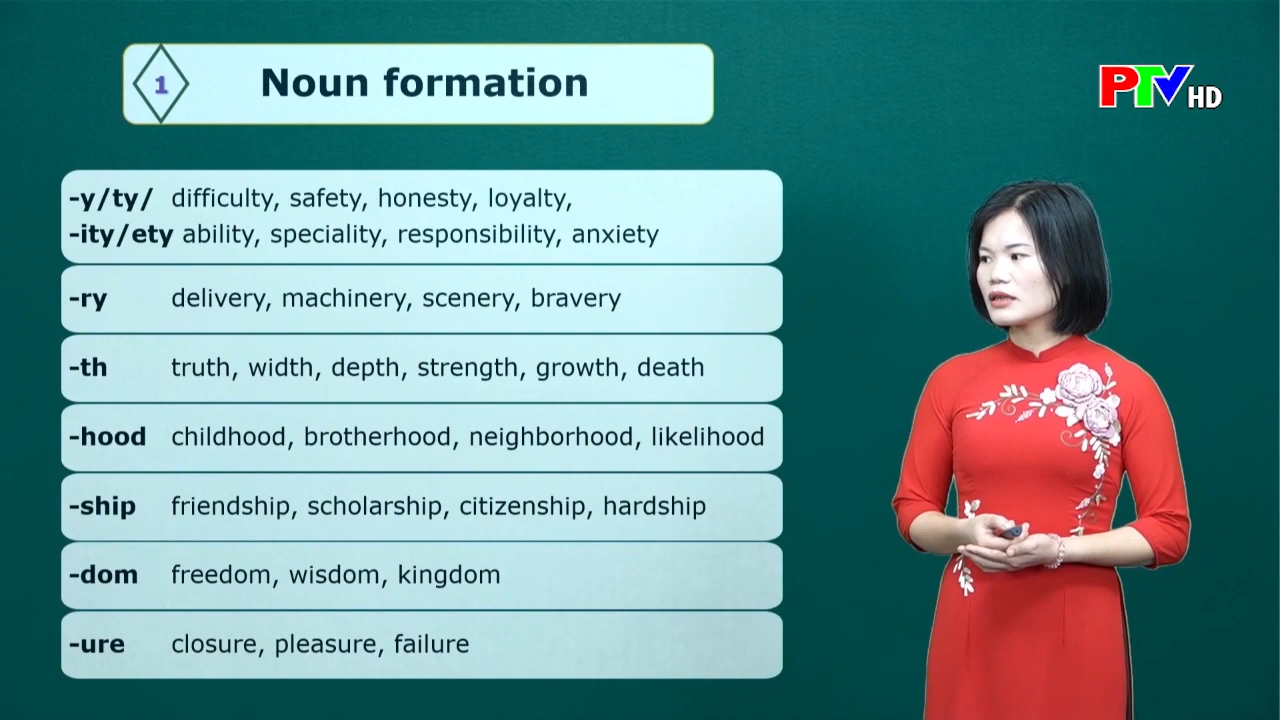 1 Noun formation
PTV HD
-y/ty/ difficulty, safety, honesty, loyalty,
-ity/ety ability, speciality, responsibility, anxiety
-ry delivery, machinery, scenery, bravery
-th truth, width, depth, strength, growth, death
-hood childhood, brotherhood, neighborhood, likelihood
-ship friendship, scholarship, citizenship, hardship
-dom freedom, wisdom, kingdom
-ure closure, pleasure, failure